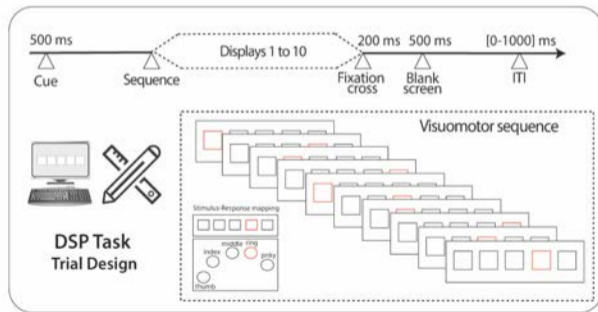 500 ms
Displays 1 to 10
200 ms
500 ms
[0-1000] ms
Cue
Sequence
Fixation
cross
Blank
screen
ITI
Visuomotor sequence
Stimulus-Response mapping
DSP Task
Trial Design
thumb
index
middle
ring
pinky